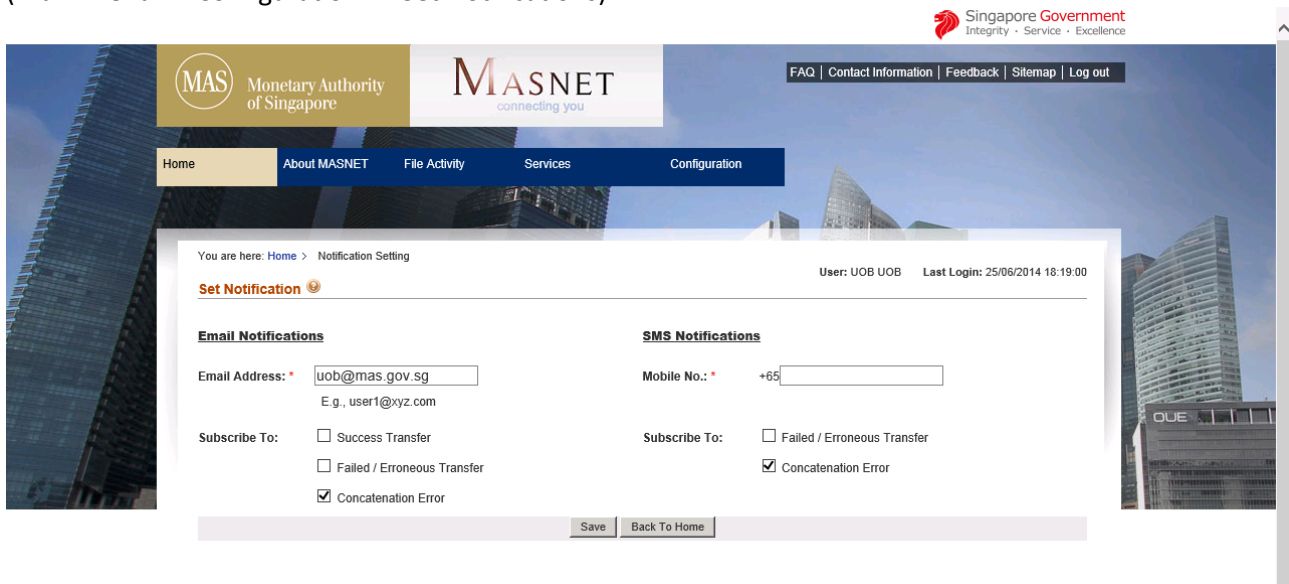 Singapore Government
Integrity · Service · Excellence
MAS Monetary Authority of Singapore
MASNET
connecting you
FAQ | Contact Information | Feedback | Sitemap | Log out
Home About MASNET File Activity Services Configuration
You are here: Home > Notification Setting
User: UOB UOB Last Login: 25/06/2014 18:19:00
Set Notification
Email Notifications SMS Notifications
Email Address: * uob@mas.gov.sg Mobile No.: * +65
E.g., user1@xyz.com
Subscribe To: Success Transfer Subscribe To: Failed / Erroneous Transfer
Failed / Erroneous Transfer Concatenation Error
Concatenation Error
OUE
Save Back To Home